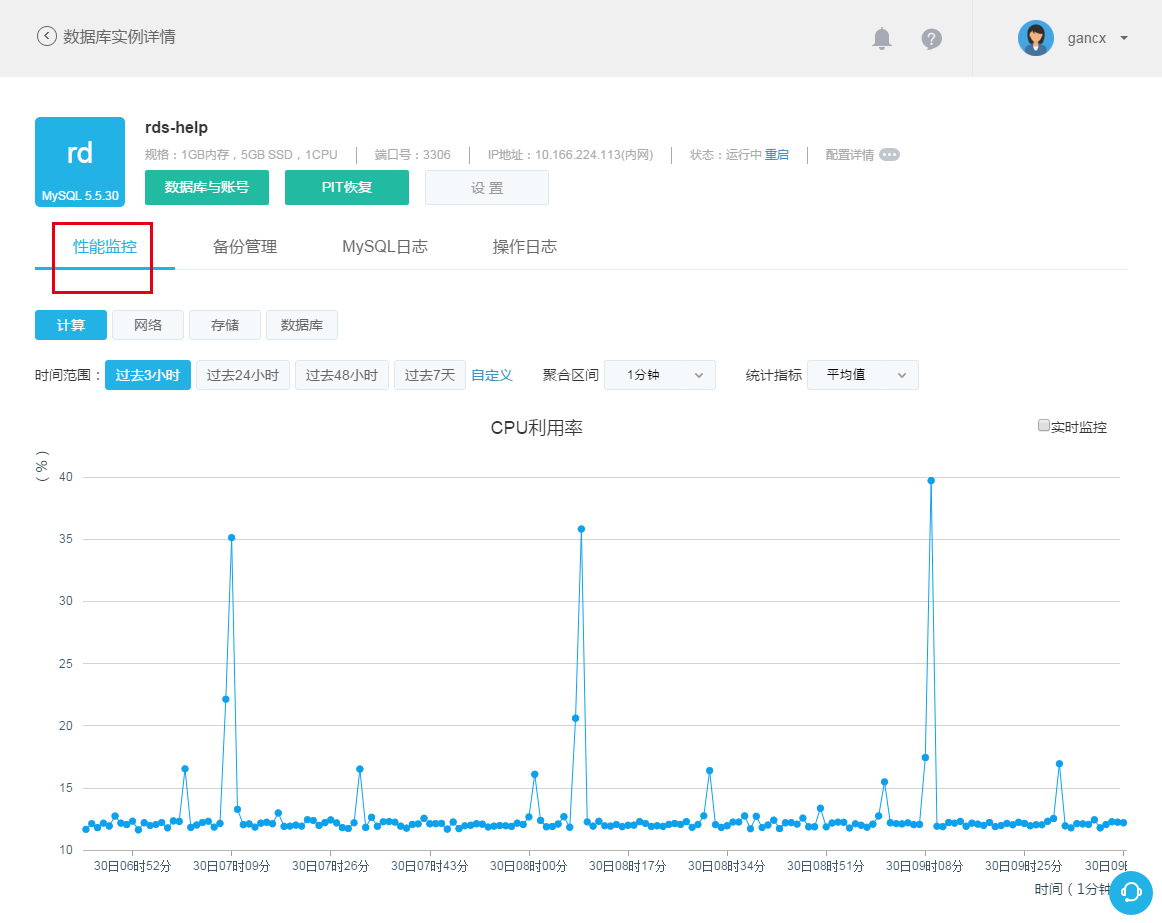 数据库实例详情
gancx
rd
MySQL 5.5.30
rds-help
规格：1GB内存，5GB SSD，1CPU 端口号：3306 IP地址：10.166.224.113(内网) 状态：运行中 重启 配置详情
数据库与账号 PIT恢复 设 置
性能监控 备份管理 MySQL日志 操作日志
计算 网络 存储 数据库
时间范围： 过去3小时 过去24小时 过去48小时 过去7天 自定义 聚合区间 1分钟 统计指标 平均值
CPU利用率
实时监控
(%)
40
35
30
25
20
15
10
30日06时52分 30日07时09分 30日07时26分 30日07时43分 30日08时00分 30日08时17分 30日08时34分 30日08时51分 30日09时08分 30日09时25分 30日09
时间（1分钟